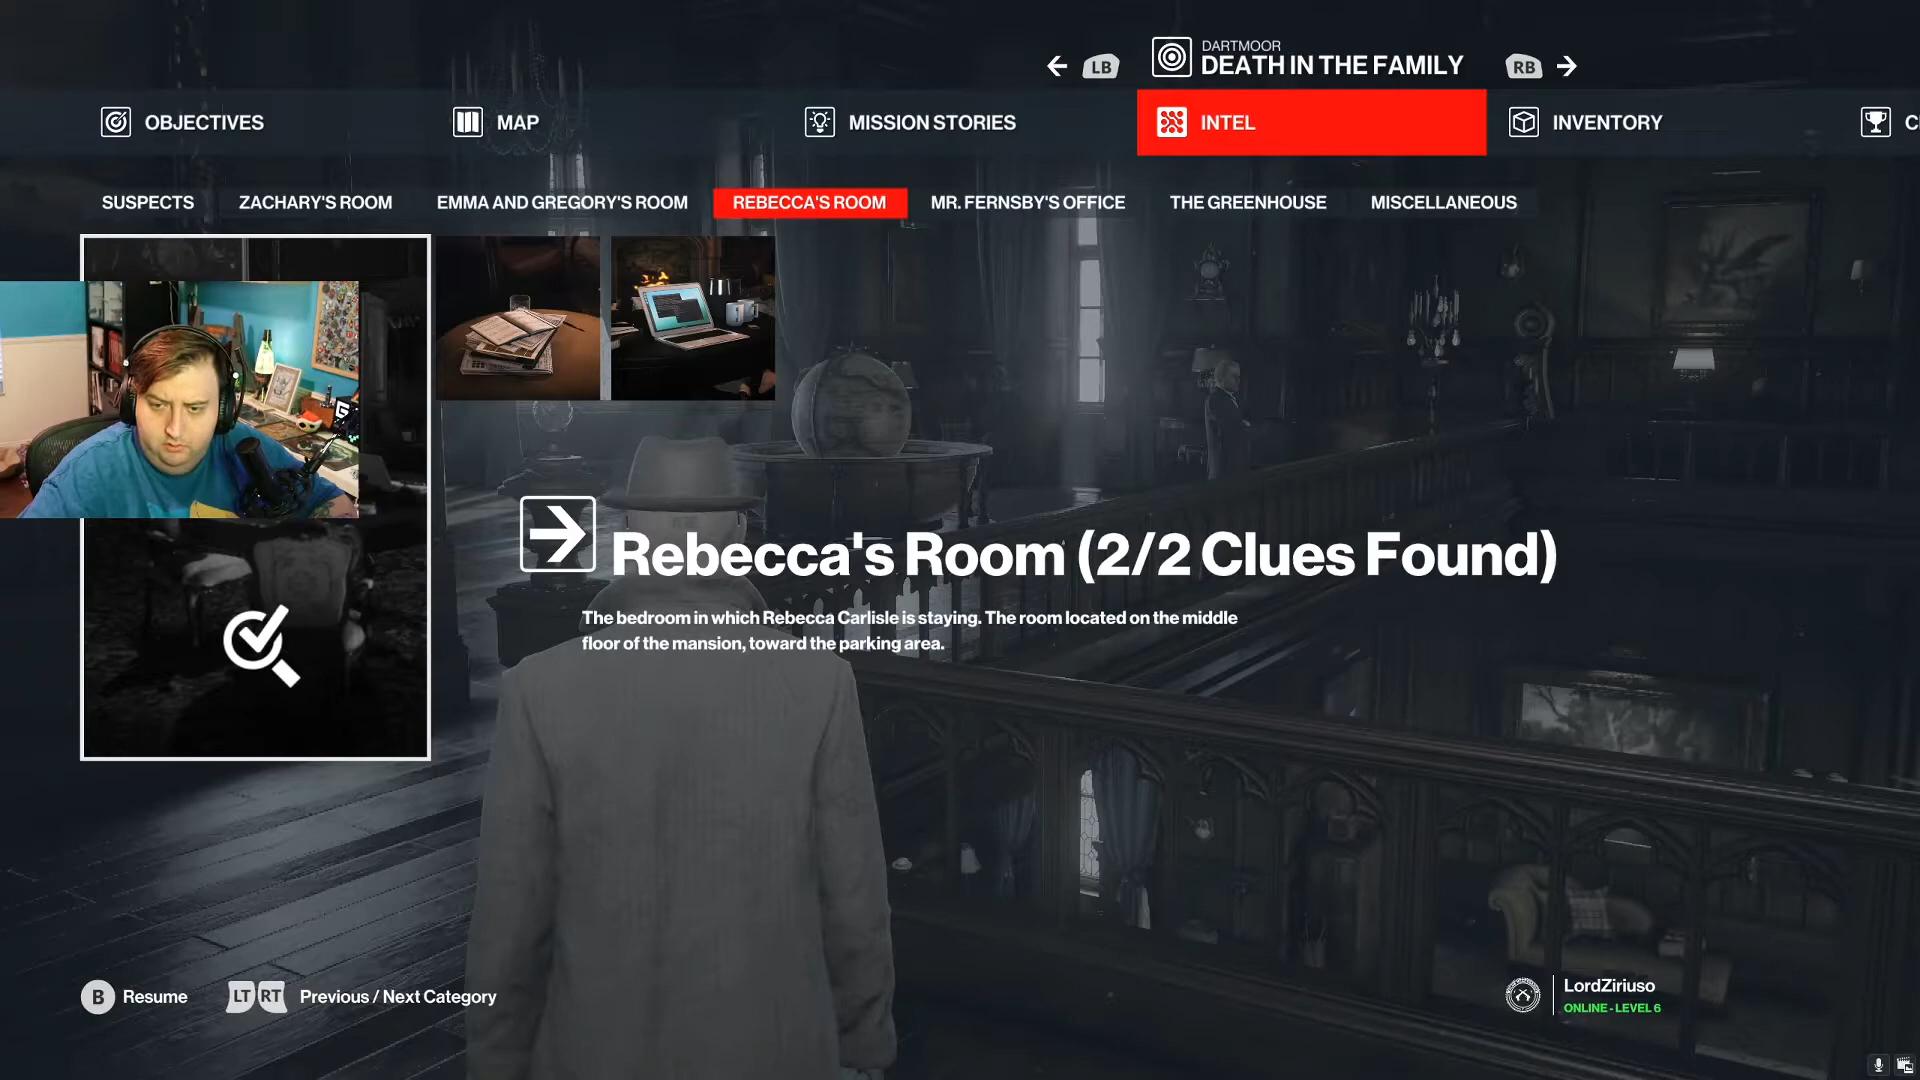 LB
DARTMOOR
DEATH IN THE FAMILY
RB
OBJECTIVES
MAP
MISSION STORIES
INTEL
INVENTORY
C
SUSPECTS
ZACHARY'S ROOM
EMMA AND GREGORY'S ROOM
REBECCA'S ROOM
MR. FERNSBY'S OFFICE
THE GREENHOUSE
MISCELLANEOUS
Rebecca's Room (2/2 Clues Found)
The bedroom in which Rebecca Carlisle is staying. The room located on the middle
floor of the mansion, toward the parking area.
B Resume
LT RT Previous / Next Category
LordZiriuso
ONLINE - LEVEL 6